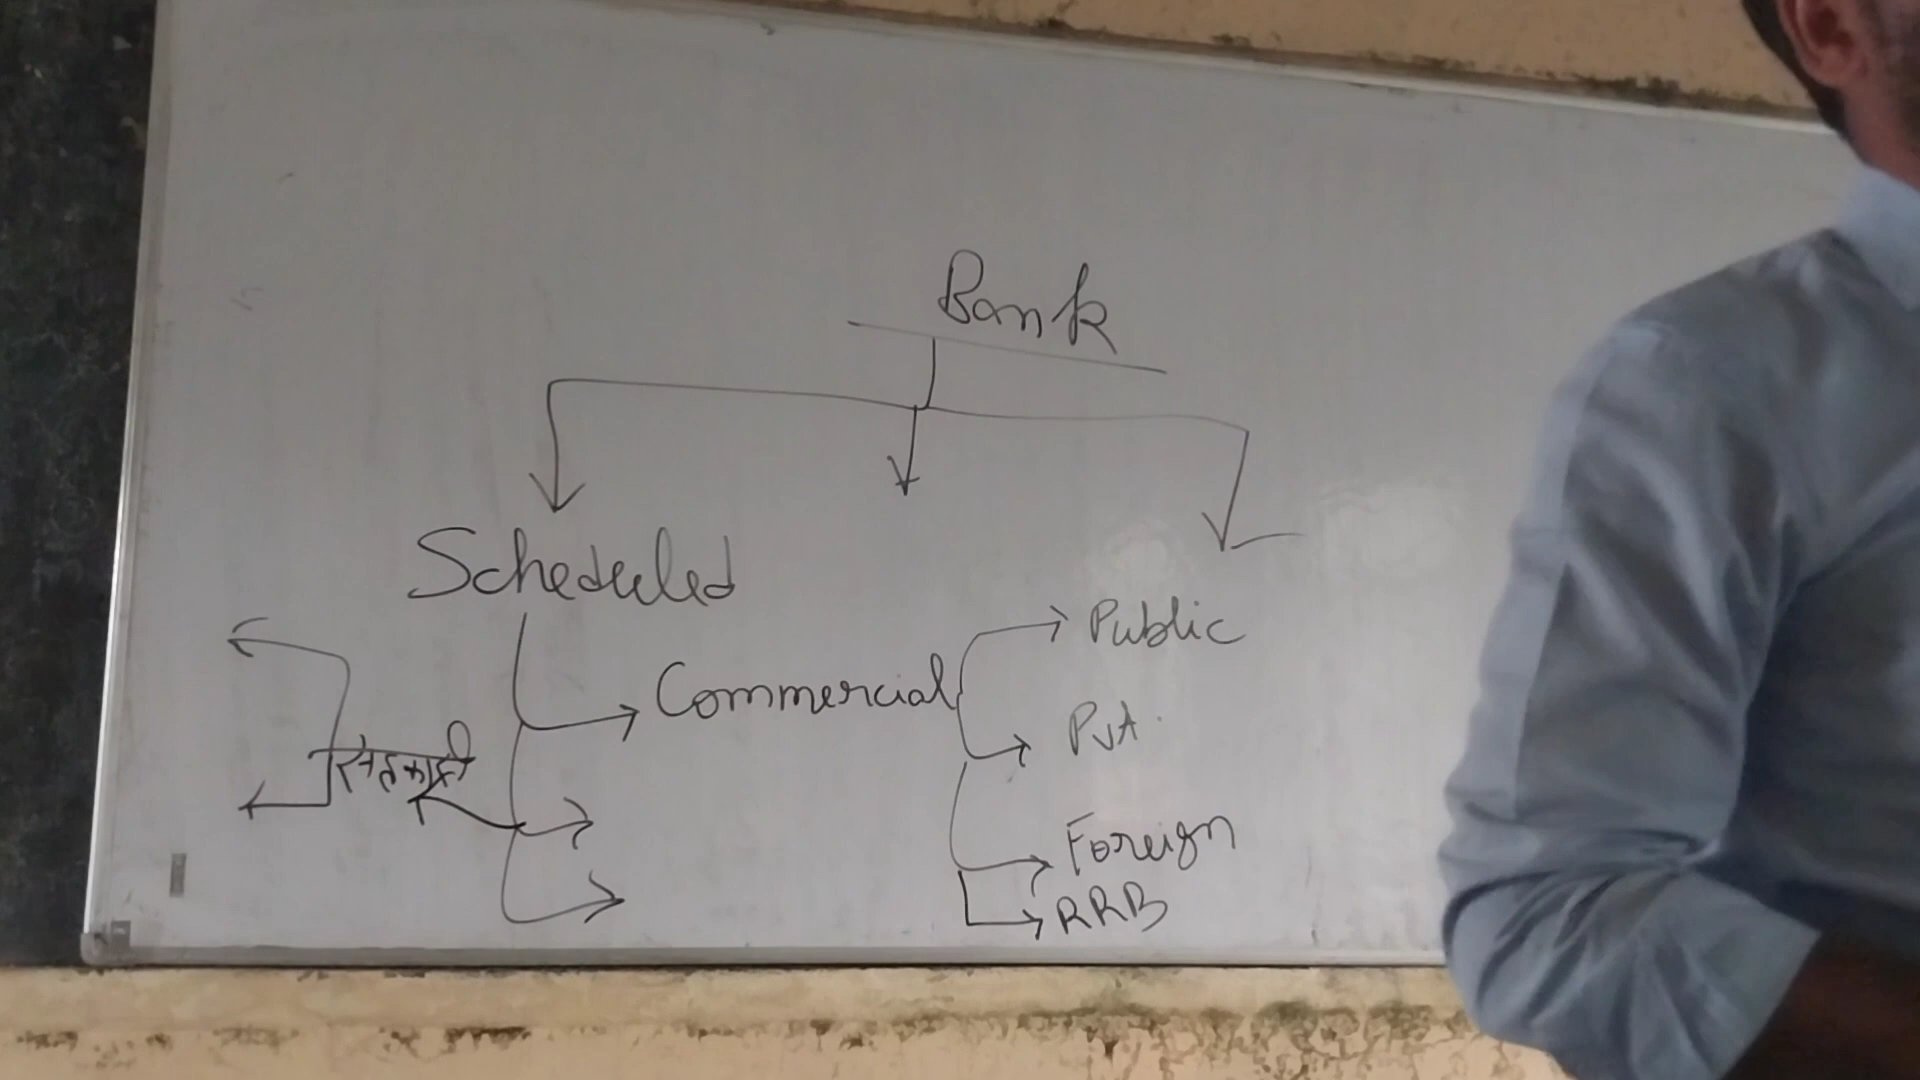 Bank
Scheduled
Public
Commercial
Pvt.
सहकारी
Foreign
RRB